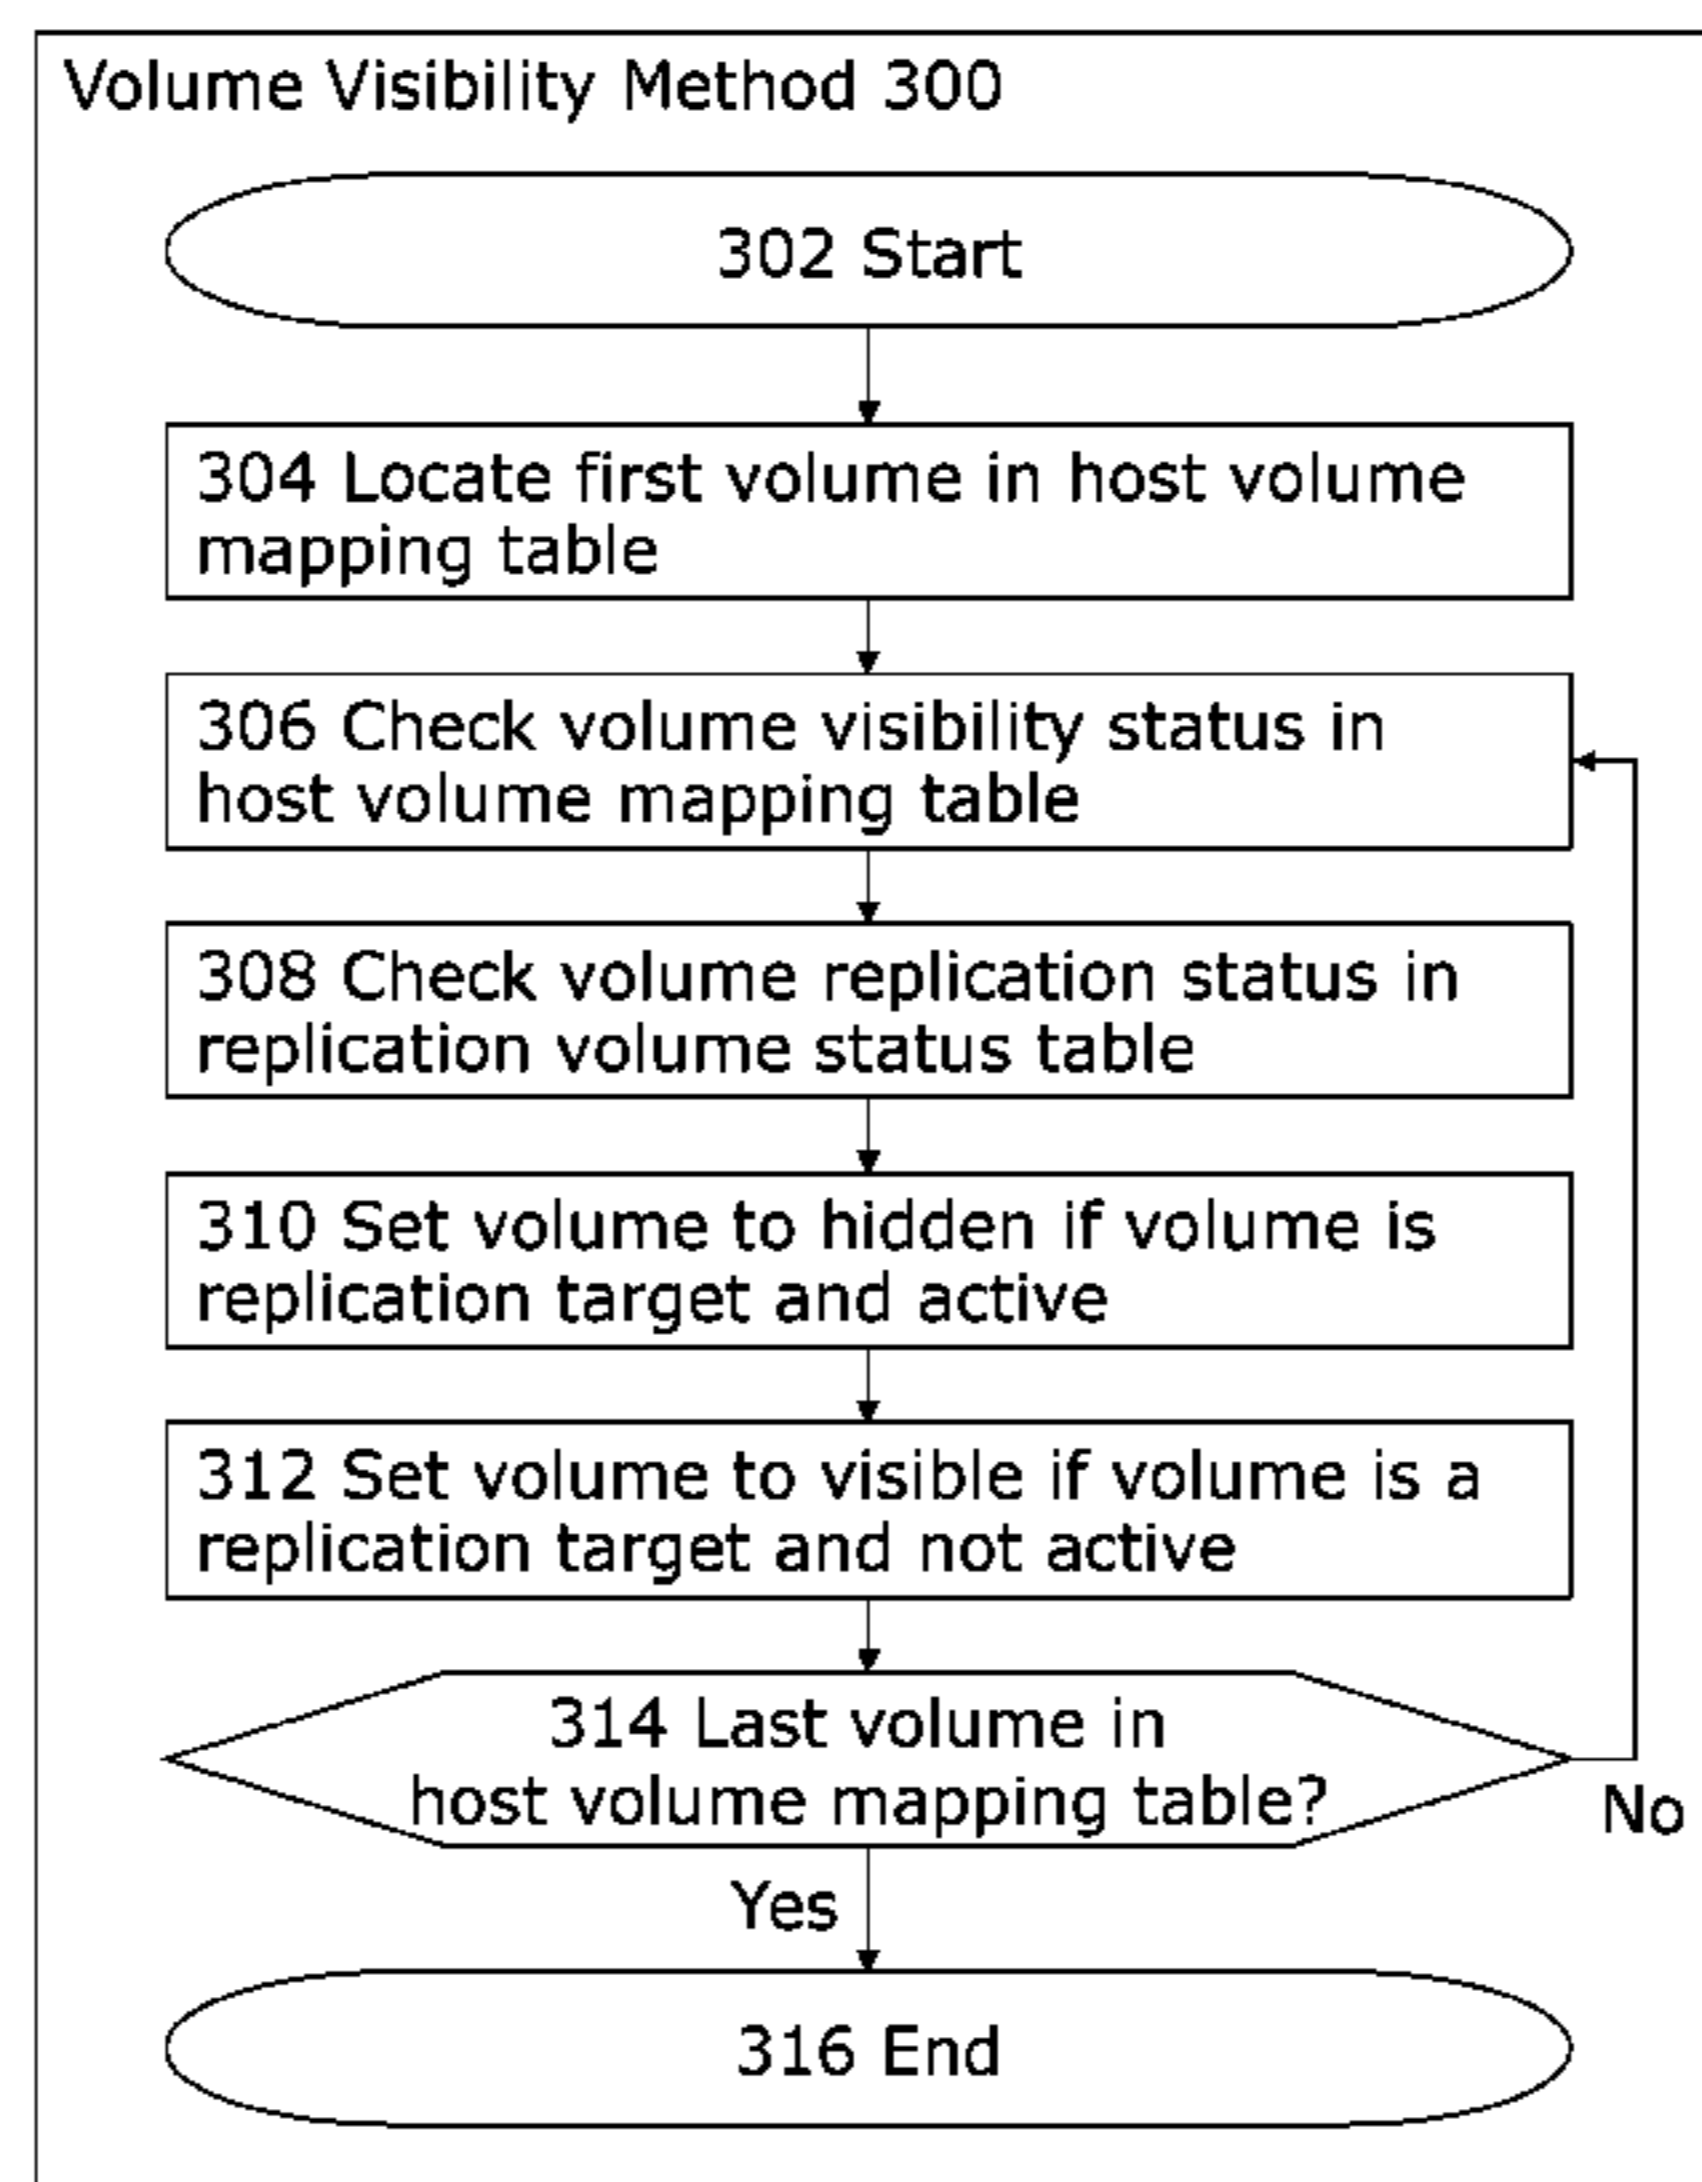 Volume Visibility Method 300
302 Start
304 Locate first volume in host volume
mapping table
306 Check volume visibility status in
host volume mapping table
308 Check volume replication status in
replication volume status table
310 Set volume to hidden if volume is
replication target and active
312 Set volume to visible if volume is a
replication target and not active
314 Last volume in
host volume mapping table?
No
Yes
316 End